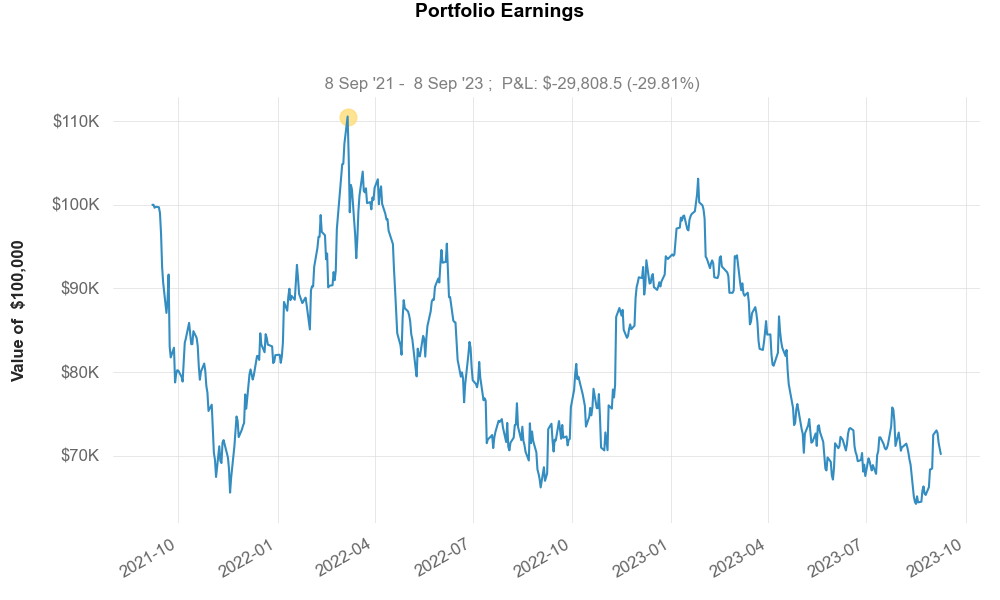 Portfolio Earnings
8 Sep '21 - 8 Sep '23 ; P&L: $-29,808.5 (-29.81%)
Value of $100,000
$110K
$100K
$90K
$80K
$70K
2021-10
2022-01
2022-04
2022-07
2022-10
2023-01
2023-04
2023-07
2023-10